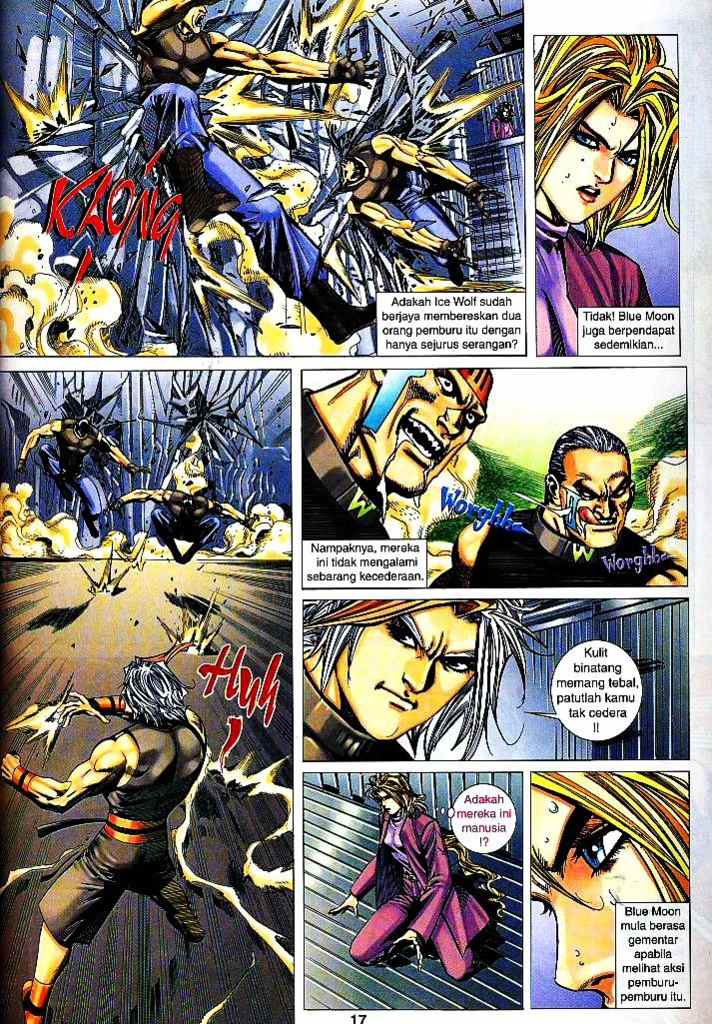 KLONG
!
Adakah Ice Wolf sudah
berjaya membereskan dua
orang pemburu itu dengan
hanya sejurus serangan?
Tidak! Blue Moon
juga berpendapat
sedemikian...
Huh
!
Worghh..
Worghh..
Nampaknya, mereka
ini tidak mengalami
sebarang kecederaan.
Kulit
binatang
memang tebal,
patutlah kamu
tak cedera
!!
Adakah
mereka ini
manusia
!?
Blue Moon
mula berasa
gementar
apabila
melihat aksi
pemburu-
pemburu itu.
17